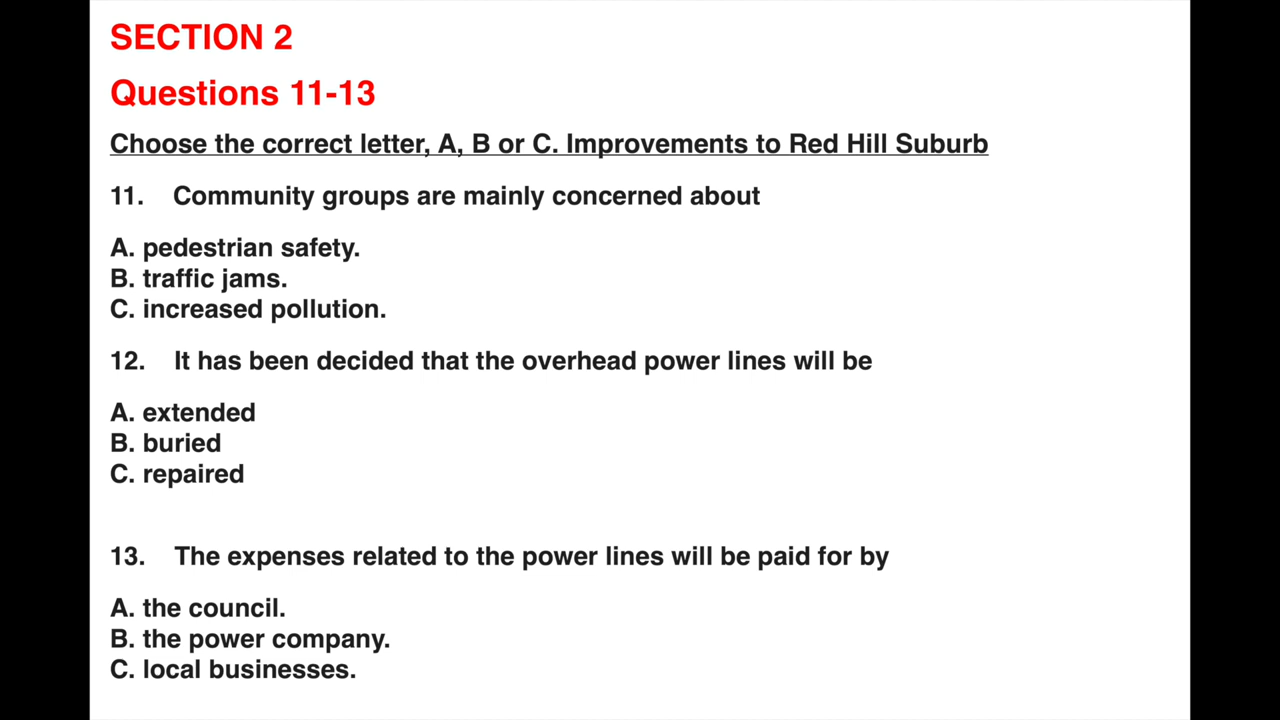 SECTION 2
Questions 11-13
Choose the correct letter, A, B or C. Improvements to Red Hill Suburb
11. Community groups are mainly concerned about
A. pedestrian safety.
B. traffic jams.
C. increased pollution.
12. It has been decided that the overhead power lines will be
A. extended
B. buried
C. repaired
13. The expenses related to the power lines will be paid for by
A. the council.
B. the power company.
C. local businesses.